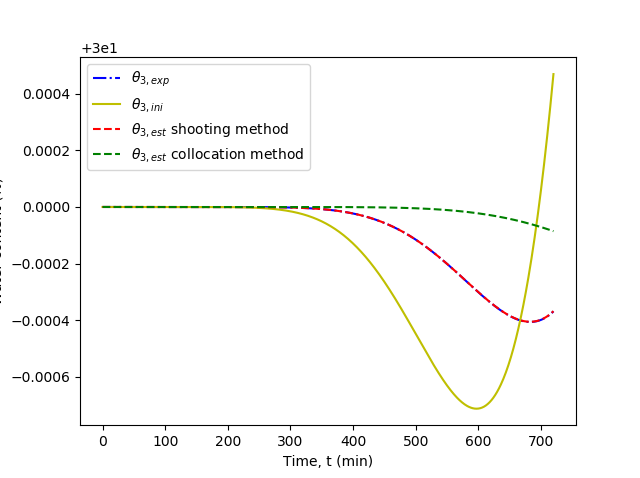 +3e1
θ3,exp
θ3,ini
θ3,est shooting method
θ3,est collocation method
0.0004
0.0002
0.0000
−0.0002
−0.0004
−0.0006
0 100 200 300 400 500 600 700
Time, t (min)